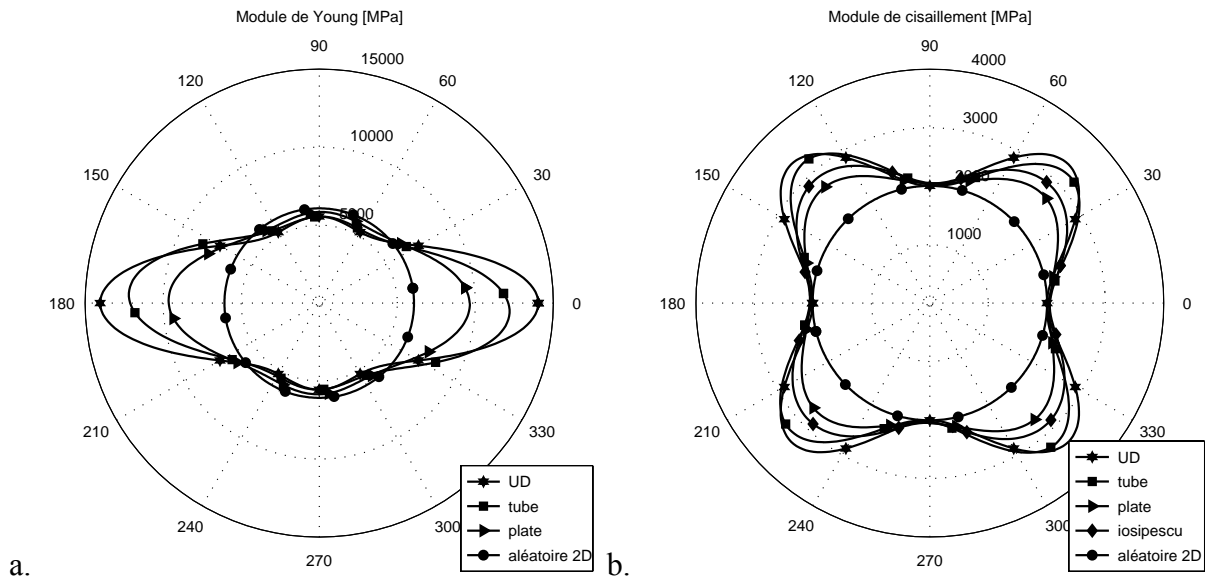 Module de Young [MPa]
90
15000
120
60
10000
150
30
5000
180
0
210
330
240
300
270
UD
tube
plate
aléatoire 2D
a.
Module de cisaillement [MPa]
90
4000
120
60
3000
150
30
2000
1000
180
0
210
330
240
300
270
UD
tube
plate
iosipescu
aléatoire 2D
b.